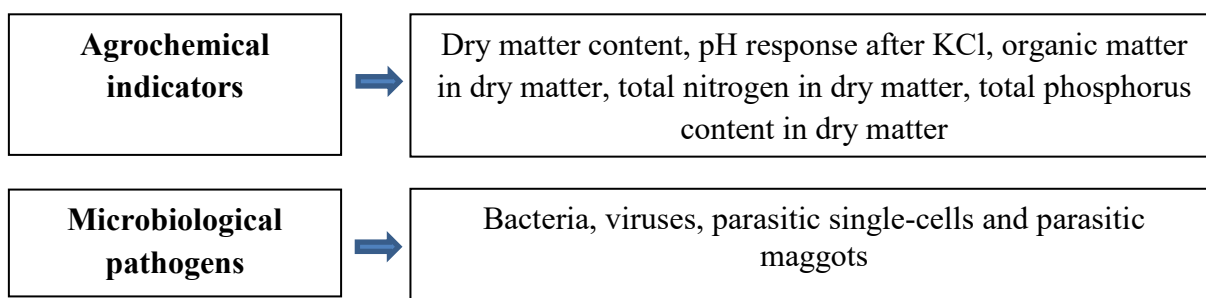 Agrochemical
indicators
Dry matter content, pH response after KCl, organic matter
in dry matter, total nitrogen in dry matter, total phosphorus
content in dry matter
Microbiological
pathogens
Bacteria, viruses, parasitic single-cells and parasitic
maggots